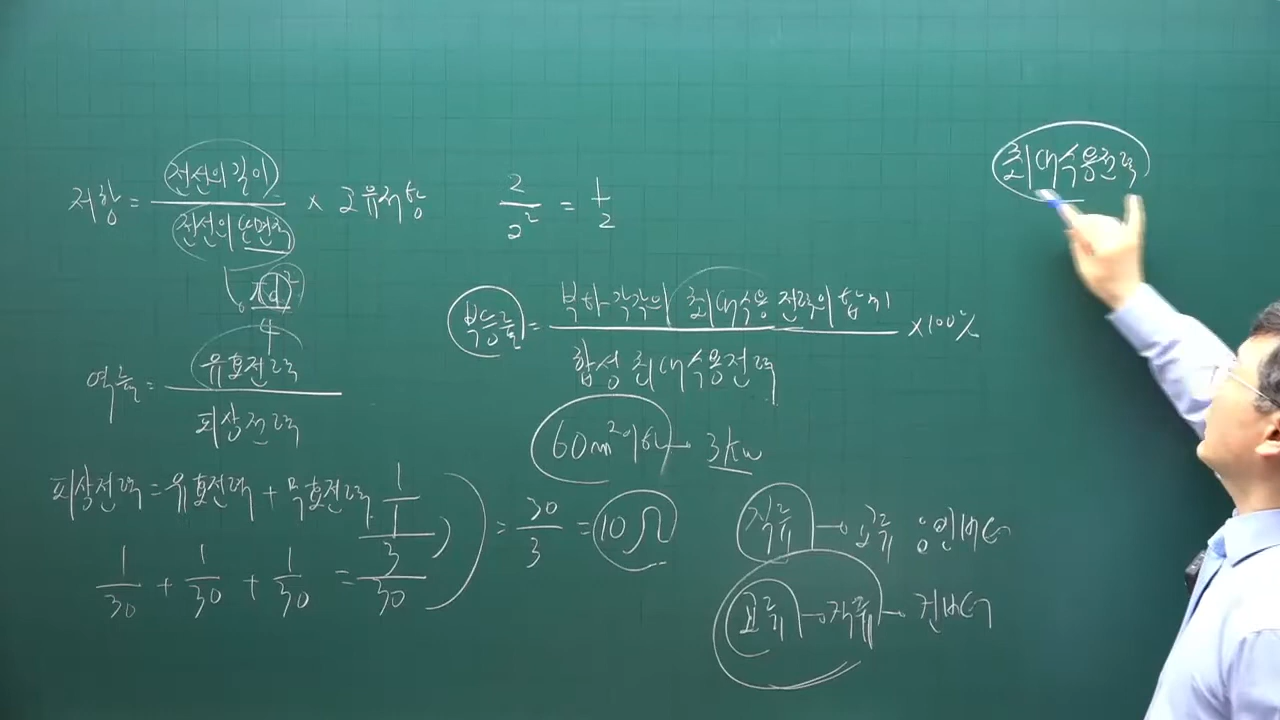 최대수용전력
저항 = 전선의 길이 / 전선의 단면적 × 고유저항
πd² / 4
2 / 2² = 1 / 2
부등률 = 부하 각각의 최대수용전력의 합계 / 합성 최대수용전력 × 100%
역률 = 유효전력 / 피상전력
60m² 이하 → 3kw
피상전력 = 유효전력 + 무효전력
1/30 + 1/30 + 1/30 = 3/30
1 / (1/3) = 30/3 = 10Ω
직류 → 교류 : 인버터
교류 → 직류 → 컨버터